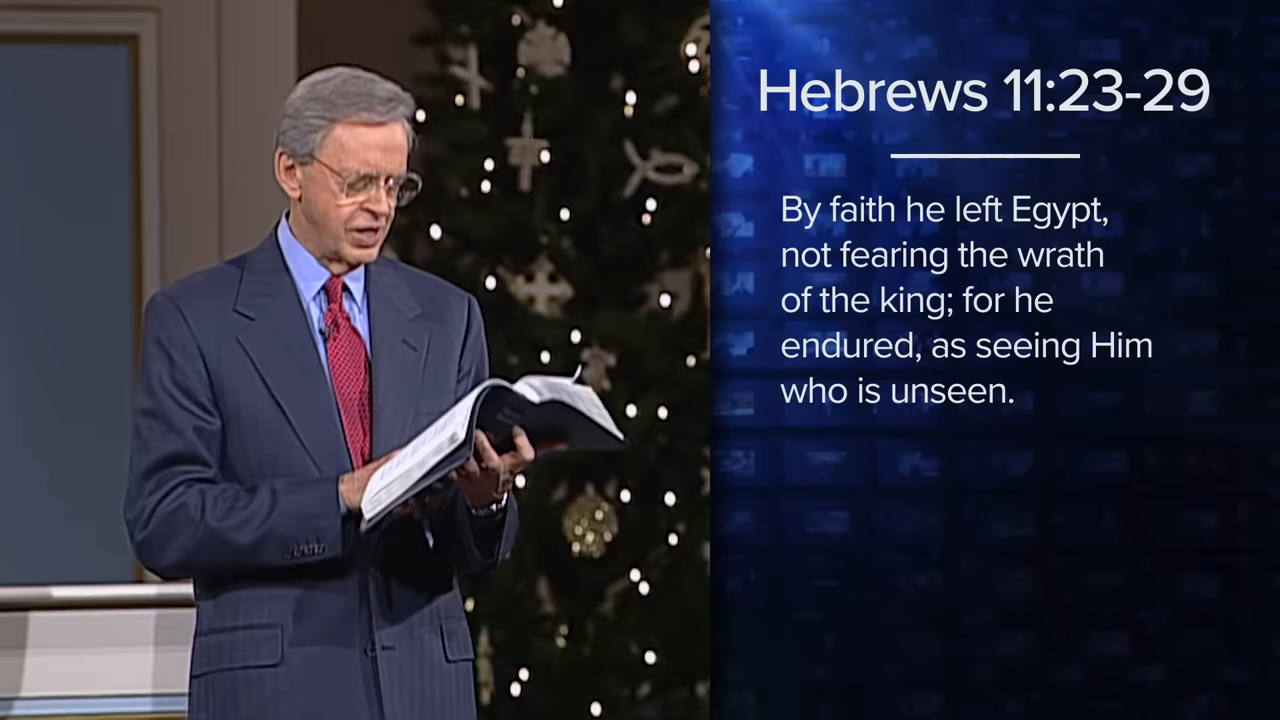 Hebrews 11:23-29
By faith he left Egypt,
not fearing the wrath
of the king; for he
endured, as seeing Him
who is unseen.